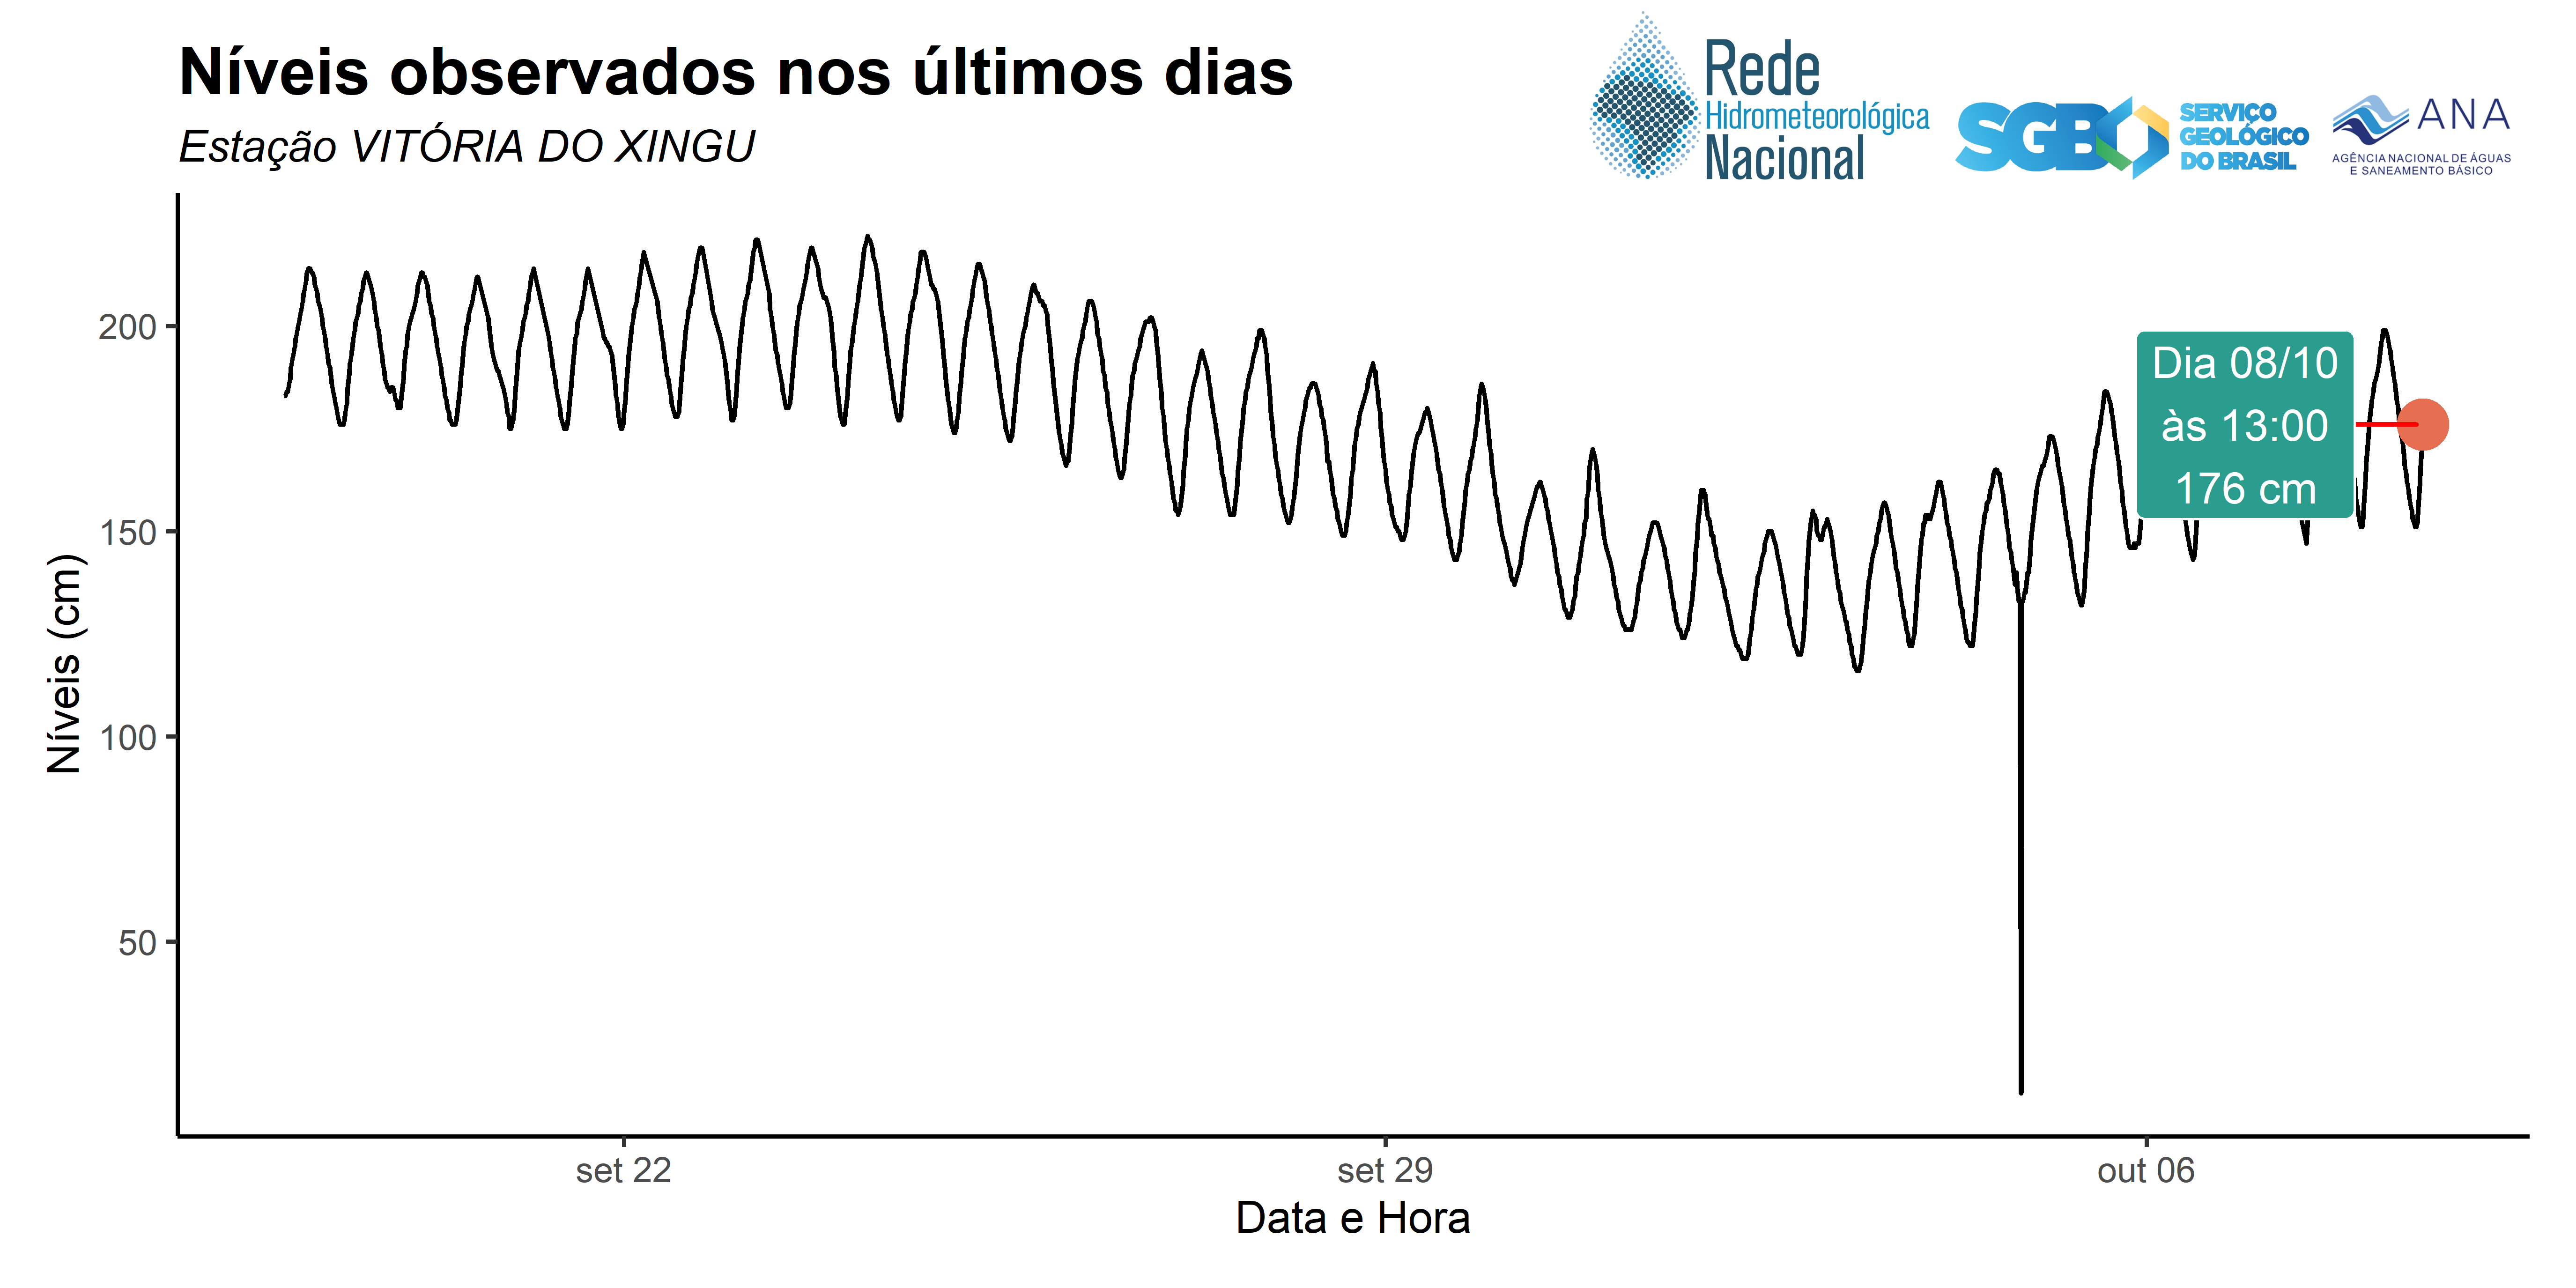 Níveis observados nos últimos dias
Estação VITÓRIA DO XINGU
Rede
Hidrometeorológica
Nacional
SGB
SERVIÇO
GEOLÓGICO
DO BRASIL
ANA
AGÊNCIA NACIONAL DE ÁGUAS
E SANEAMENTO BÁSICO
Níveis (cm)
200
150
100
50
Dia 08/10
às 13:00
176 cm
set 22
set 29
out 06
Data e Hora